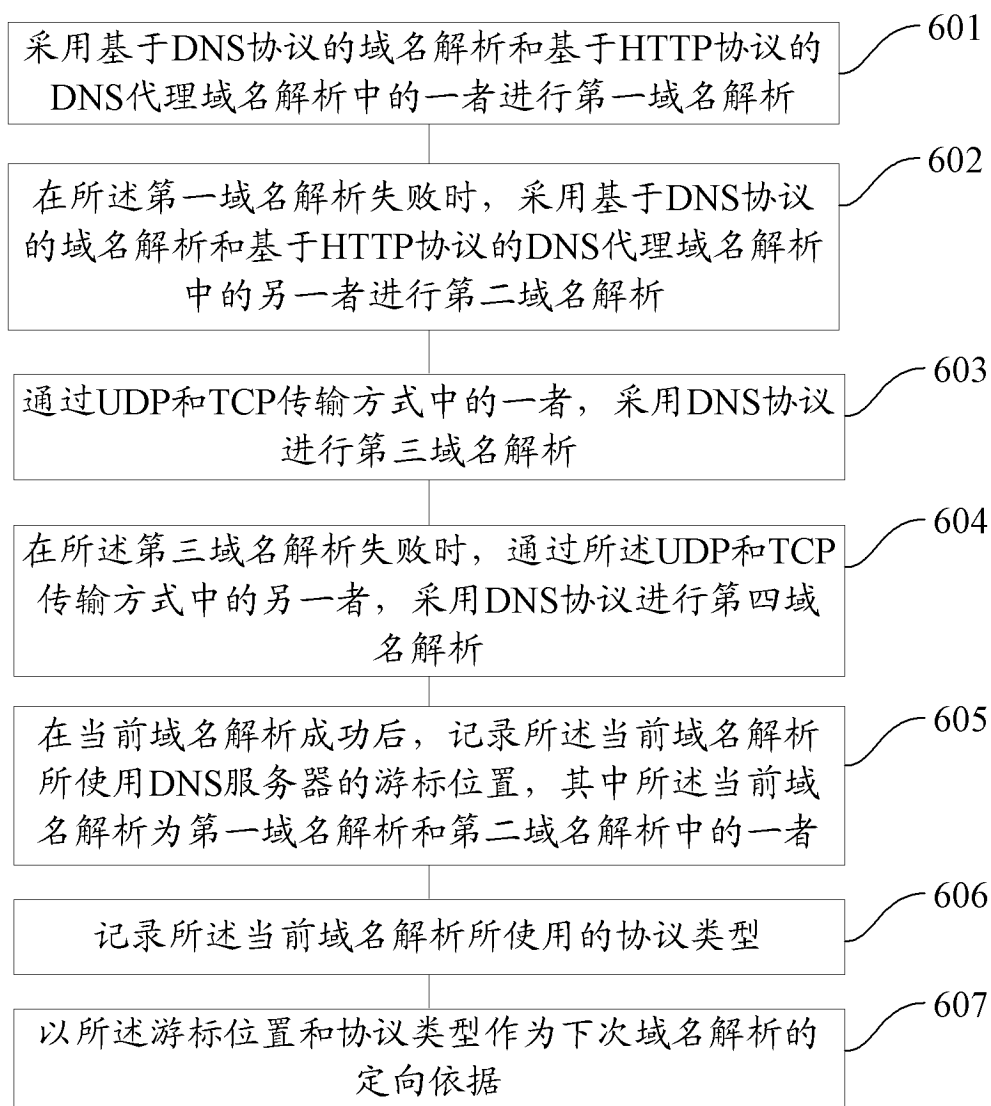 采用基于DNS协议的域名解析和基于HTTP协议的
DNS代理域名解析中的一者进行第一域名解析
601
在所述第一域名解析失败时，采用基于DNS协议
的域名解析和基于HTTP协议的DNS代理域名解析
中的另一者进行第二域名解析
602
通过UDP和TCP传输方式中的一者，采用DNS协议
进行第三域名解析
603
在所述第三域名解析失败时，通过所述UDP和TCP
传输方式中的另一者，采用DNS协议进行第四域
名解析
604
在当前域名解析成功后，记录所述当前域名解析
所使用DNS服务器的游标位置，其中所述当前域
名解析为第一域名解析和第二域名解析中的一者
605
记录所述当前域名解析所使用的协议类型
606
以所述游标位置和协议类型作为下次域名解析的
定向依据
607